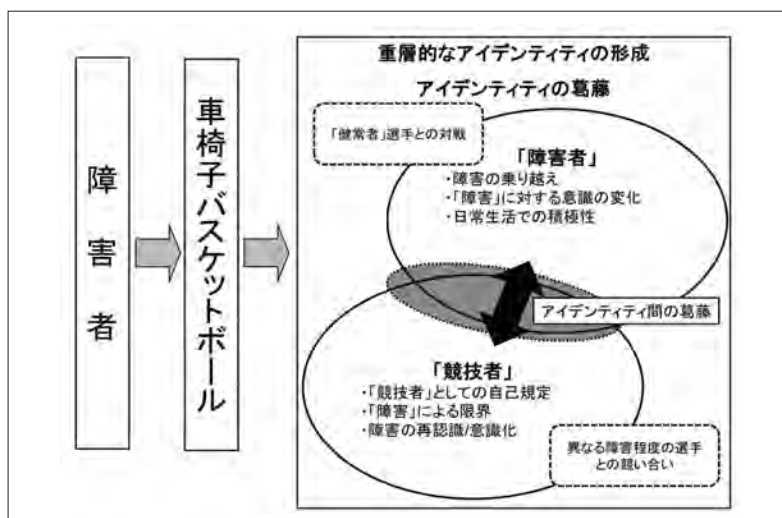 障害者
車椅子バスケットボール
重層的なアイデンティティの形成
アイデンティティの葛藤
「健常者」選手との対戦
「障害者」
・障害の乗り越え
・「障害」に対する意識の変化
・日常生活での積極性
アイデンティティ間の葛藤
「競技者」
・「競技者」としての自己規定
・「障害」による限界
・障害の再認識/意識化
異なる障害程度の選手
との競い合い